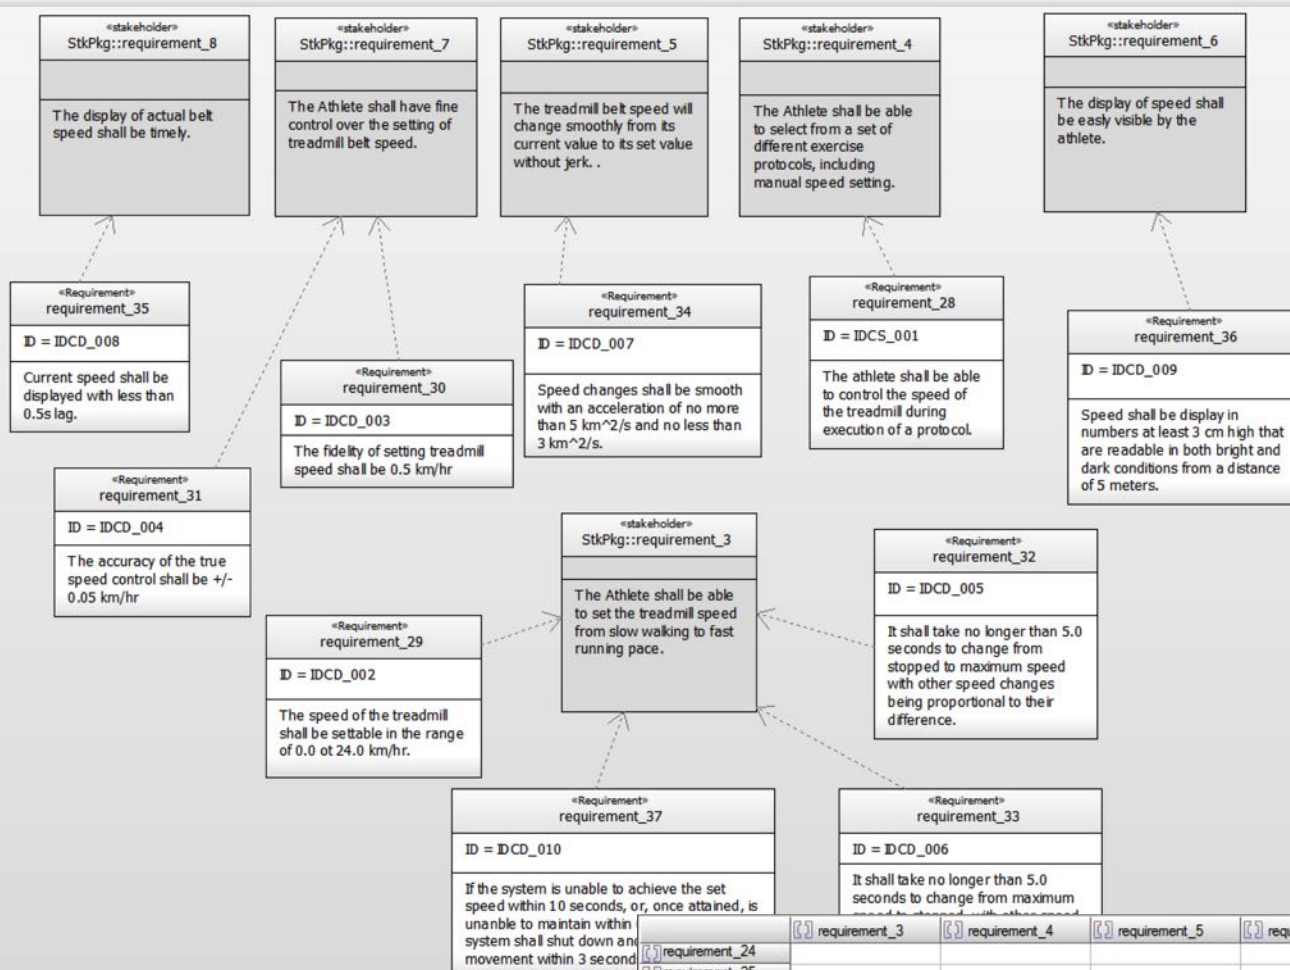 «stakeholder»
StkPkg::requirement_8
The display of actual belt
speed shall be timely.
«stakeholder»
StkPkg::requirement_7
The Athlete shall have fine
control over the setting of
treadmill belt speed.
«stakeholder»
StkPkg::requirement_5
The treadmill belt speed will
change smoothly from its
current value to its set value
without jerk. .
«stakeholder»
StkPkg::requirement_4
The Athlete shall be able
to select from a set of
different exercise
protocols, including
manual speed setting.
«stakeholder»
StkPkg::requirement_6
The display of speed shall
be easly visible by the
athlete.
«Requirement»
requirement_35
ID = IDCD_008
Current speed shall be
displayed with less than
0.5s lag.
«Requirement»
requirement_30
ID = IDCD_003
The fidelity of setting treadmill
speed shall be 0.5 km/hr
«Requirement»
requirement_34
ID = IDCD_007
Speed changes shall be smooth
with an acceleration of no more
than 5 km^2/s and no less than
3 km^2/s.
«Requirement»
requirement_28
ID = IDCS_001
The athlete shall be able
to control the speed of
the treadmill during
execution of a protocol.
«Requirement»
requirement_36
ID = IDCD_009
Speed shall be display in
numbers at least 3 cm high that
are readable in both bright and
dark conditions from a distance
of 5 meters.
«Requirement»
requirement_31
ID = IDCD_004
The accuracy of the true
speed control shall be +/-
0.05 km/hr
«stakeholder»
StkPkg::requirement_3
The Athlete shall be able
to set the treadmill speed
from slow walking to fast
running pace.
«Requirement»
requirement_32
ID = IDCD_005
It shall take no longer than 5.0
seconds to change from
stopped to maximum speed
with other speed changes
being proportional to their
difference.
«Requirement»
requirement_29
ID = IDCD_002
The speed of the treadmill
shall be settable in the range
of 0.0 ot 24.0 km/hr.
«Requirement»
requirement_37
ID = IDCD_010
If the system is unable to achieve the set
speed within 10 seconds, or, once attained, is
unanble to maintain within
system shall shut down and
movement within 3 second
«Requirement»
requirement_33
ID = IDCD_006
It shall take no longer than 5.0
seconds to change from maximum
requirement_3
requirement_4
requirement_5
requ
requirement_24